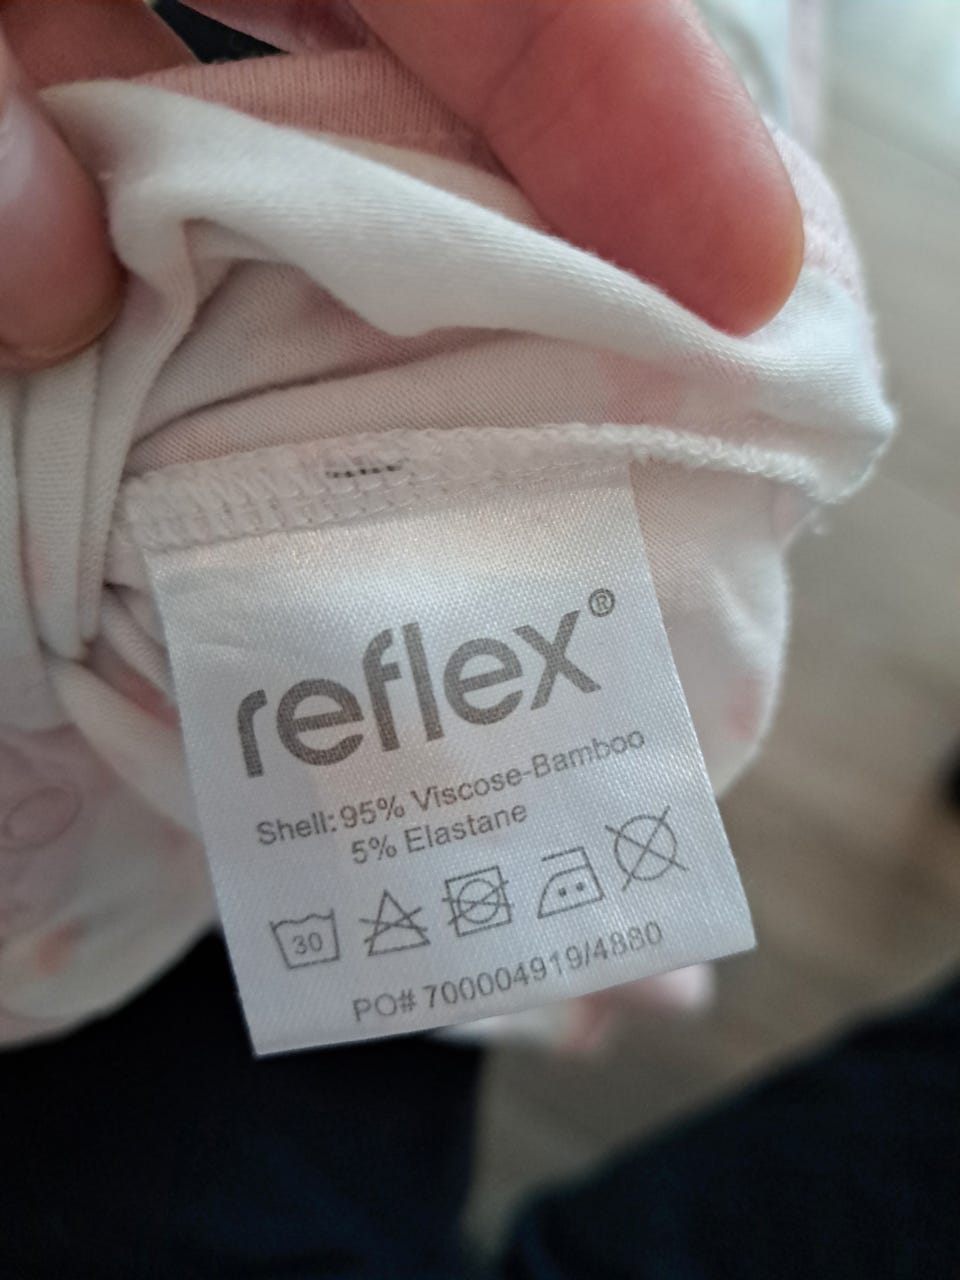 reflex®
Shell: 95% Viscose-Bamboo
5% Elastane
30
PO# 700004919/4880